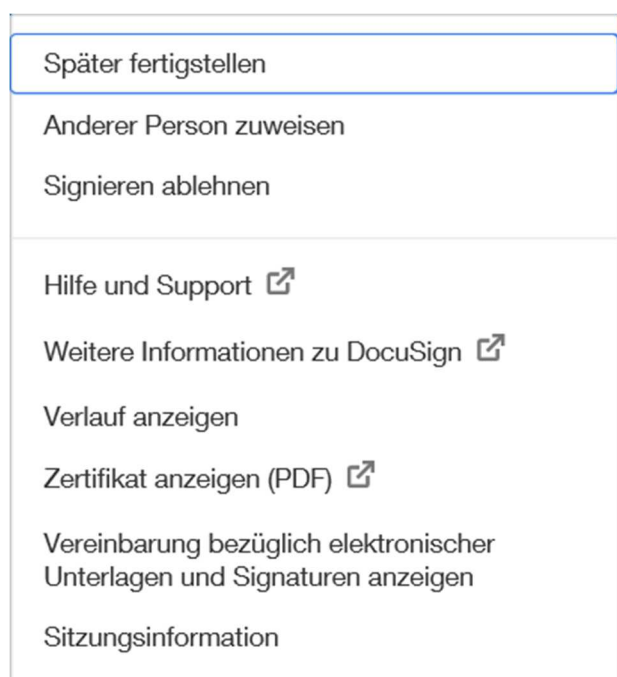 Später fertigstellen
Anderer Person zuweisen
Signieren ablehnen
Hilfe und Support
Weitere Informationen zu DocuSign
Verlauf anzeigen
Zertifikat anzeigen (PDF)
Vereinbarung bezüglich elektronischer
Unterlagen und Signaturen anzeigen
Sitzungsinformation